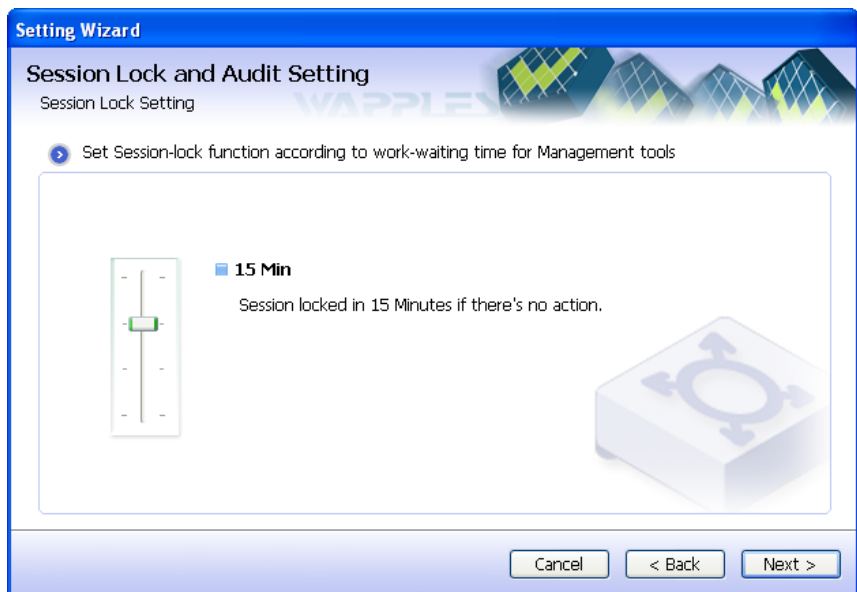 Setting Wizard
Session Lock and Audit Setting
Session Lock Setting
WAPPLES
Set Session-lock function according to work-waiting time for Management tools
15 Min
Session locked in 15 Minutes if there's no action.
Cancel
< Back
Next >